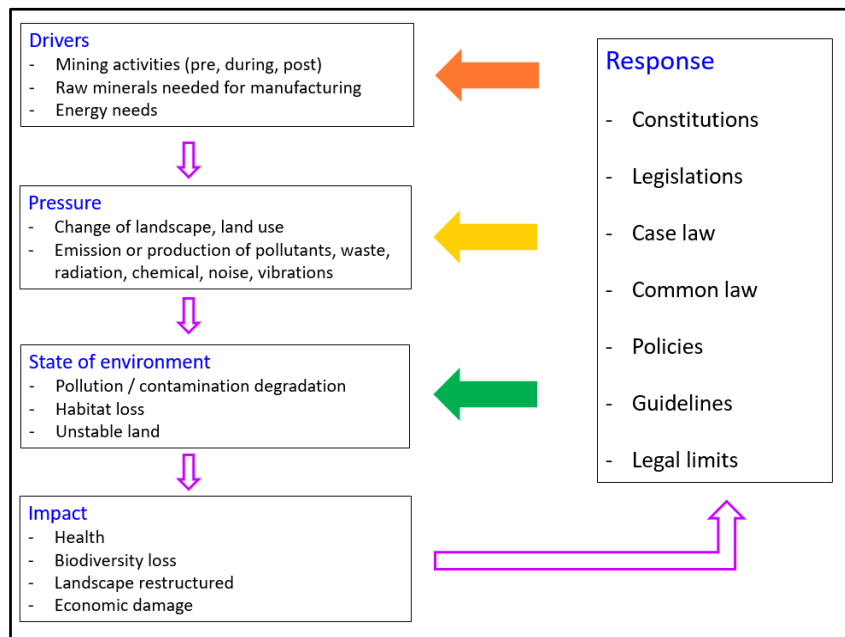 Drivers
- Mining activities (pre, during, post)
- Raw minerals needed for manufacturing
- Energy needs
Pressure
- Change of landscape, land use
- Emission or production of pollutants, waste,
radiation, chemical, noise, vibrations
State of environment
- Pollution / contamination degradation
- Habitat loss
- Unstable land
Impact
- Health
- Biodiversity loss
- Landscape restructured
- Economic damage
Response
- Constitutions
- Legislations
- Case law
- Common law
- Policies
- Guidelines
- Legal limits